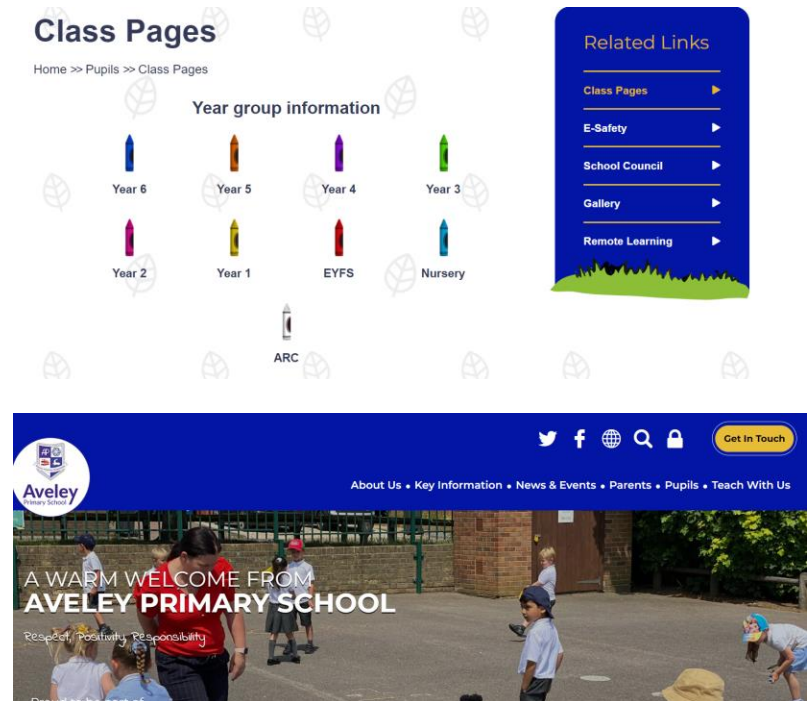 Class Pages
Home >> Pupils >> Class Pages
Year group information
Year 6 Year 5 Year 4 Year 3
Year 2 Year 1 EYFS Nursery
ARC
Related Links
Class Pages
E-Safety
School Council
Gallery
Remote Learning
Get In Touch
Aveley
Primary School
About Us • Key Information • News & Events • Parents • Pupils • Teach With Us
A WARM WELCOME FROM
AVELEY PRIMARY SCHOOL
Respect, Positivity, Responsibility